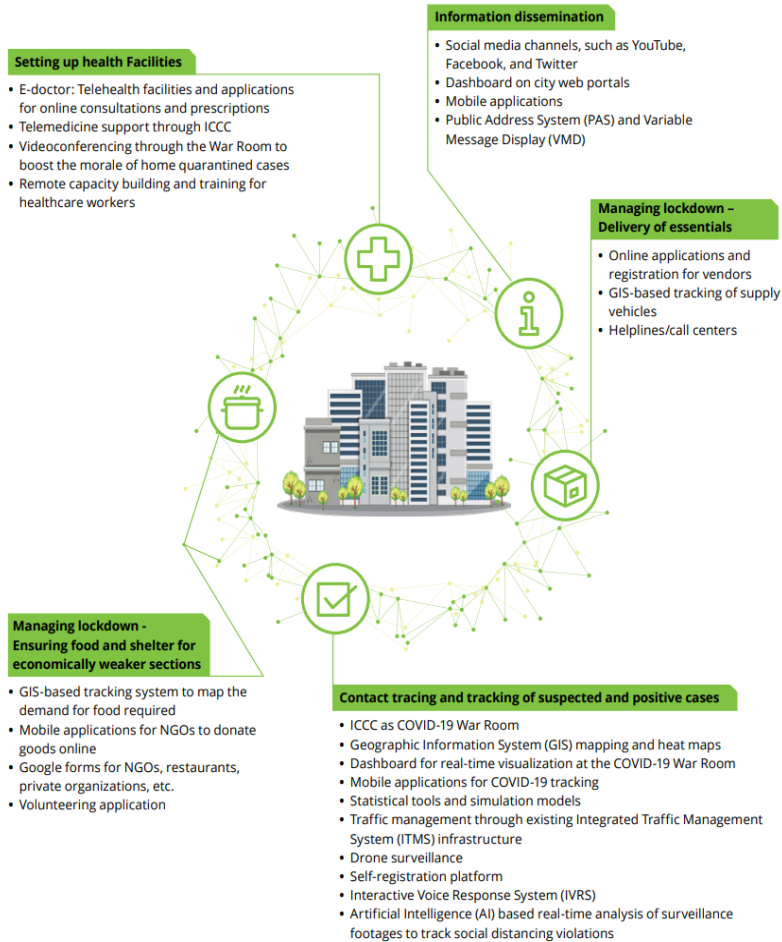 Setting up health Facilities
• E-doctor: Telehealth facilities and applications
for online consultations and prescriptions
• Telemedicine support through ICCC
• Videoconferencing through the War Room to
boost the morale of home quarantined cases
• Remote capacity building and training for
healthcare workers
Information dissemination
• Social media channels, such as YouTube,
Facebook, and Twitter
• Dashboard on city web portals
• Mobile applications
• Public Address System (PAS) and Variable
Message Display (VMD)
Managing lockdown –
Delivery of essentials
• Online applications and
registration for vendors
• GIS-based tracking of supply
vehicles
• Helplines/call centers
Managing lockdown -
Ensuring food and shelter for
economically weaker sections
• GIS-based tracking system to map the
demand for food required
• Mobile applications for NGOs to donate
goods online
• Google forms for NGOs, restaurants,
private organizations, etc.
• Volunteering application
Contact tracing and tracking of suspected and positive cases
• ICCC as COVID-19 War Room
• Geographic Information System (GIS) mapping and heat maps
• Dashboard for real-time visualization at the COVID-19 War Room
• Mobile applications for COVID-19 tracking
• Statistical tools and simulation models
• Traffic management through existing Integrated Traffic Management
System (ITMS) infrastructure
• Drone surveillance
• Self-registration platform
• Interactive Voice Response System (IVRS)
• Artificial Intelligence (AI) based real-time analysis of surveillance
footages to track social distancing violations